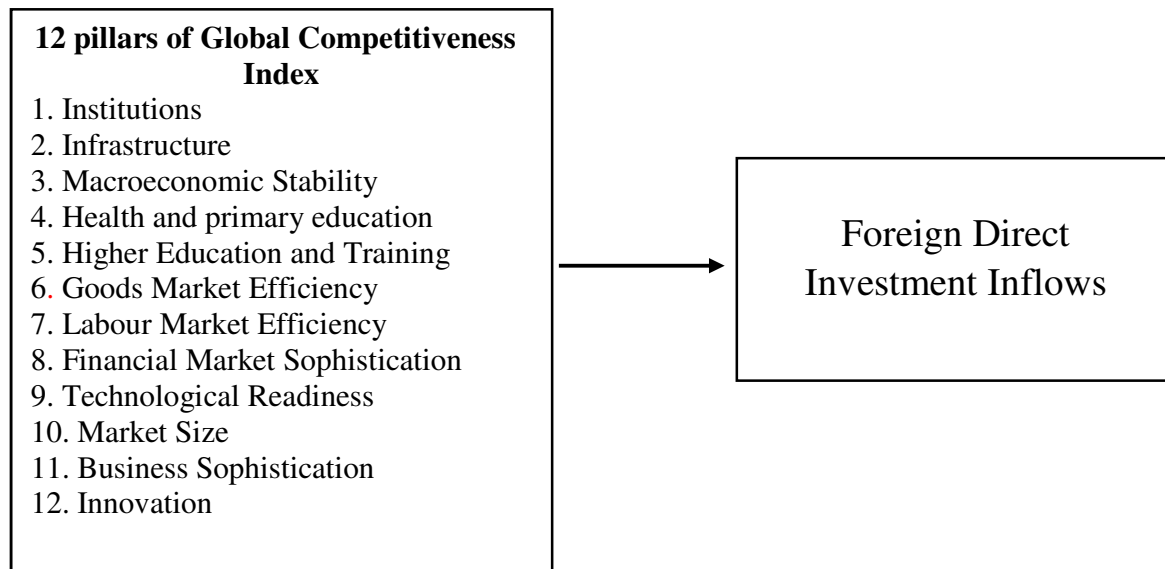 12 pillars of Global Competitiveness
Index
1. Institutions
2. Infrastructure
3. Macroeconomic Stability
4. Health and primary education
5. Higher Education and Training
6. Goods Market Efficiency
7. Labour Market Efficiency
8. Financial Market Sophistication
9. Technological Readiness
10. Market Size
11. Business Sophistication
12. Innovation
Foreign Direct
Investment Inflows